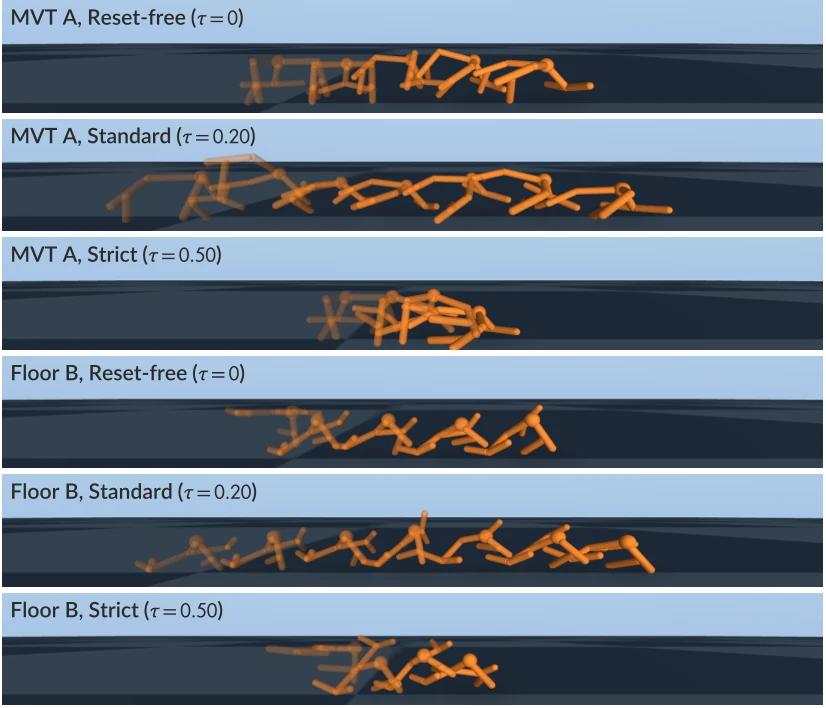 MVT A, Reset-free (τ = 0)
MVT A, Standard (τ = 0.20)
MVT A, Strict (τ = 0.50)
Floor B, Reset-free (τ = 0)
Floor B, Standard (τ = 0.20)
Floor B, Strict (τ = 0.50)